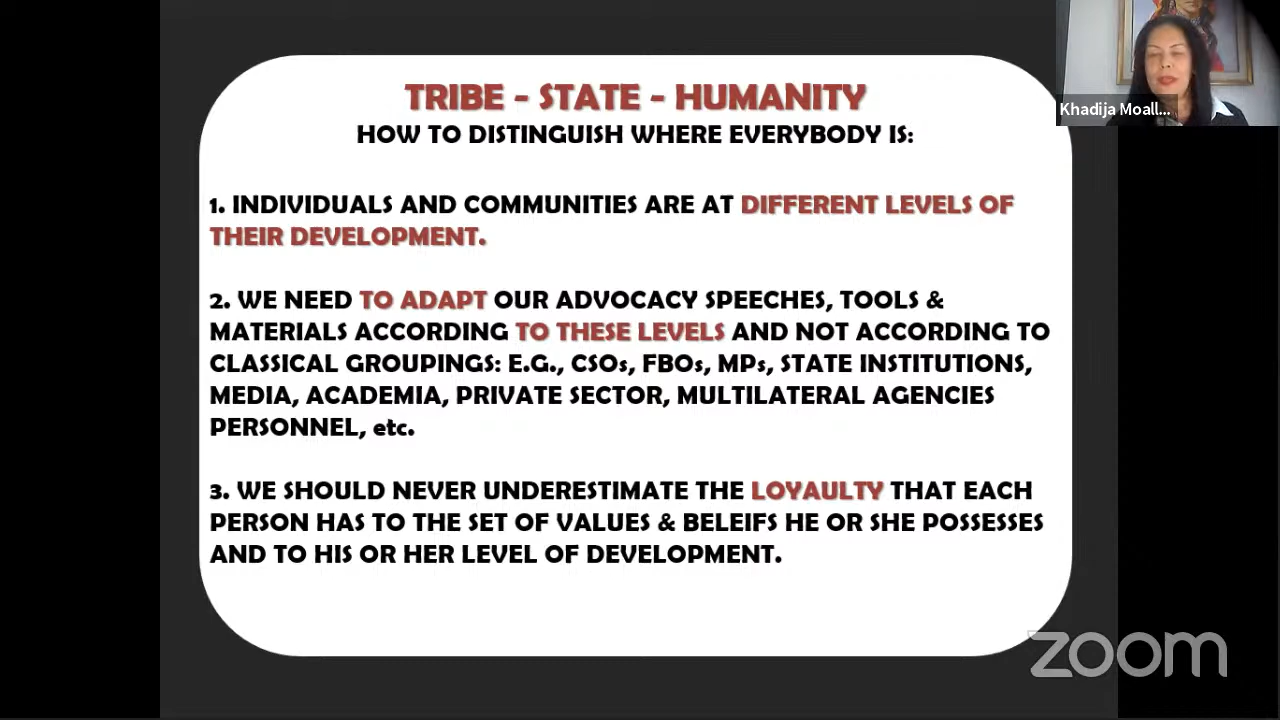 TRIBE - STATE - HUMANITY
HOW TO DISTINGUISH WHERE EVERYBODY IS:
1. INDIVIDUALS AND COMMUNITIES ARE AT DIFFERENT LEVELS OF
THEIR DEVELOPMENT.
2. WE NEED TO ADAPT OUR ADVOCACY SPEECHES, TOOLS &
MATERIALS ACCORDING TO THESE LEVELS AND NOT ACCORDING TO
CLASSICAL GROUPINGS: E.G., CSOs, FBOs, MPs, STATE INSTITUTIONS,
MEDIA, ACADEMIA, PRIVATE SECTOR, MULTILATERAL AGENCIES
PERSONNEL, etc.
3. WE SHOULD NEVER UNDERESTIMATE THE LOYAULTY THAT EACH
PERSON HAS TO THE SET OF VALUES & BELEIFS HE OR SHE POSSESSES
AND TO HIS OR HER LEVEL OF DEVELOPMENT.
Khadija Moall...
zoom